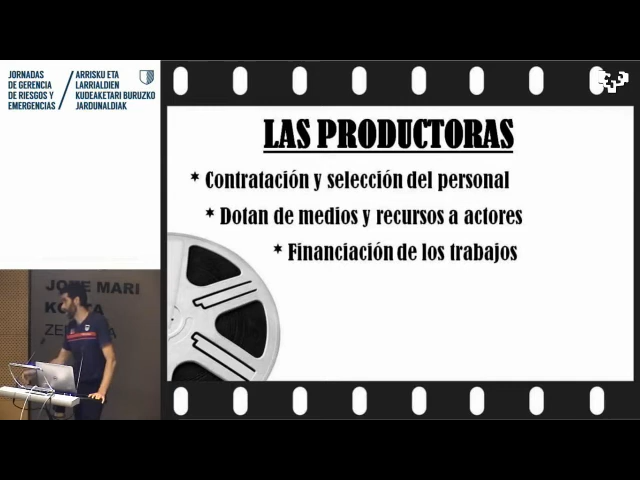 JORNADAS
DE GERENCIA
DE RIESGOS Y
EMERGENCIAS
ARRISKU ETA
LARRIALDIEN
KUDEAKETARI BURUZKO
JARDUNALDIAK
LAS PRODUCTORAS
* Contratación y selección del personal
* Dotan de medios y recursos a actores
* Financiación de los trabajos
MARI